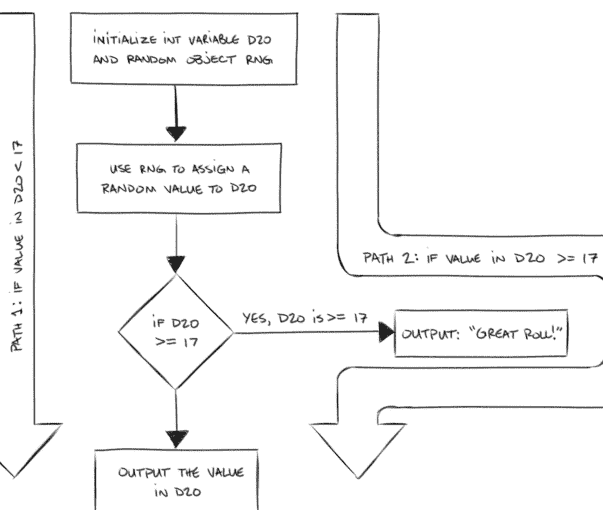 INITIALIZE INT VARIABLE D20
AND RANDOM OBJECT RNG
USE RNG TO ASSIGN A
RANDOM VALUE TO D20
PATH 1: IF VALUE IN D20 < 17
PATH 2: IF VALUE IN D20 >= 17
IF D20
>= 17
YES, D20 IS >= 17
OUTPUT: "GREAT ROLL!"
OUTPUT THE VALUE
IN D20